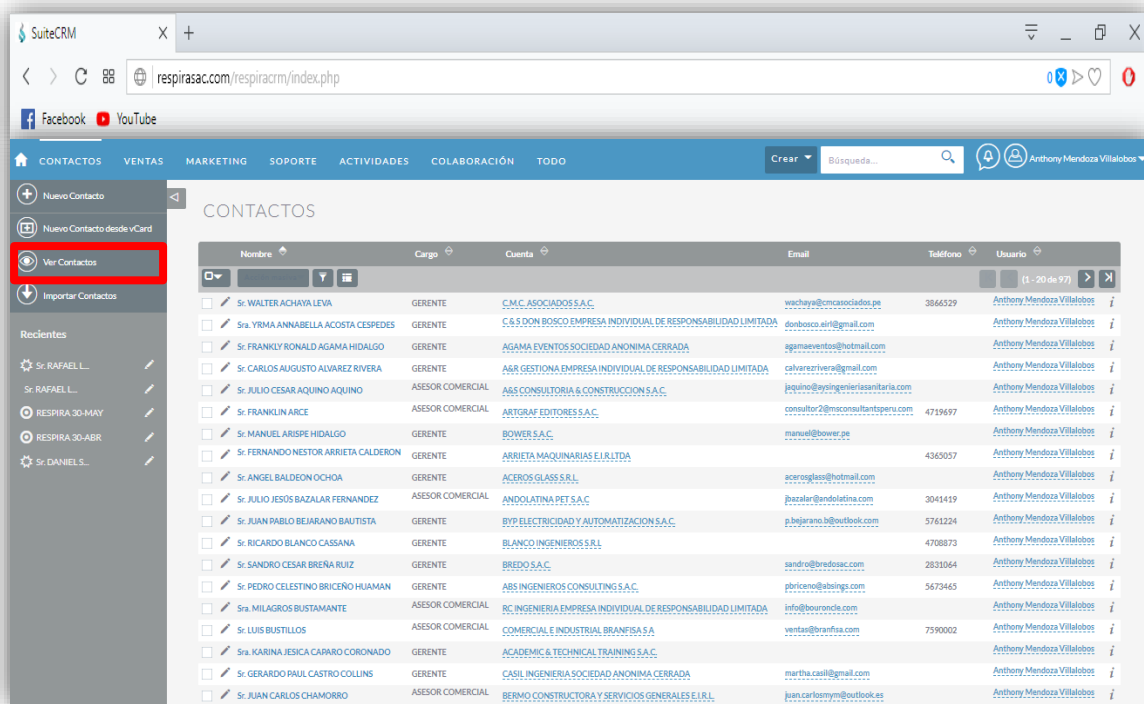 SuiteCRM
respirasac.com/respiracrm/index.php
0
Facebook YouTube
CONTACTOS VENTAS MARKETING SOPORTE ACTIVIDADES COLABORACIÓN TODO Crear Búsqueda... Anthony Mendoza Villalobos
Nuevo Contacto
Nuevo Contacto desde vCard
Ver Contactos
Importar Contactos
Recientes
Sr. RAFAEL L...
Sr. RAFAEL L...
RESPIRA 30-MAY
RESPIRA 30-ABR
Sr. DANIEL S...
CONTACTOS
Nombre Cargo Cuenta Email Teléfono Usuario
(1 - 20 de 97)
Sr. WALTER ACHAYA LEVA GERENTE C.M.C. ASOCIADOS S.A.C. wachaya@cmcasociados.pe 3866529 Anthony Mendoza Villalobos i
Sra. YRMA ANNABELLA ACOSTA CESPEDES GERENTE C & S DON BOSCO EMPRESA INDIVIDUAL DE RESPONSABILIDAD LIMITADA donbosco.eirl@gmail.com Anthony Mendoza Villalobos i
Sr. FRANKLY RONALD AGAMA HIDALGO GERENTE AGAMA EVENTOS SOCIEDAD ANONIMA CERRADA agamaeventos@hotmail.com Anthony Mendoza Villalobos i
Sr. CARLOS AUGUSTO ALVAREZ RIVERA GERENTE A&R GESTIONA EMPRESA INDIVIDUAL DE RESPONSABILIDAD LIMITADA calvarezrivera@gmail.com Anthony Mendoza Villalobos i
Sr. JULIO CESAR AQUINO AQUINO ASESOR COMERCIAL A&S CONSULTORIA & CONSTRUCCION S.A.C. jaquino@aysingenieriasanitaria.com Anthony Mendoza Villalobos i
Sr. FRANKLIN ARCE ASESOR COMERCIAL ARTGRAF EDITORES S.A.C. consultor2@msconsultantsperu.com 4719697 Anthony Mendoza Villalobos i
Sr. MANUEL ARISPE HIDALGO GERENTE BOWER S.A.C. manuel@bower.pe Anthony Mendoza Villalobos i
Sr. FERNANDO NESTOR ARRIETA CALDERON GERENTE ARRIETA MAQUINARIAS E.I.R.LTDA 4365057 Anthony Mendoza Villalobos i
Sr. ANGEL BALDEON OCHOA GERENTE ACEROS GLASS S.R.L. acerosglass@hotmail.com Anthony Mendoza Villalobos i
Sr. JULIO JESÚS BAZALAR FERNANDEZ ASESOR COMERCIAL ANDOLATINA PET S.A.C jbazalar@andolatina.com 3041419 Anthony Mendoza Villalobos i
Sr. JUAN PABLO BEJARANO BAUTISTA GERENTE BYP ELECTRICIDAD Y AUTOMATIZACION S.A.C. p.bejarano.b@outlook.com 5761224 Anthony Mendoza Villalobos i
Sr. RICARDO BLANCO CASSANA GERENTE BLANCO INGENIEROS S.R.L 4708873 Anthony Mendoza Villalobos i
Sr. SANDRO CESAR BREÑA RUIZ GERENTE BREDO S.A.C. sandro@bredosac.com 2831064 Anthony Mendoza Villalobos i
Sr. PEDRO CELESTINO BRICEÑO HUAMAN GERENTE ABS INGENIEROS CONSULTING S.A.C. pbriceno@absings.com 5673465 Anthony Mendoza Villalobos i
Sra. MILAGROS BUSTAMANTE ASESOR COMERCIAL RC INGENIERIA EMPRESA INDIVIDUAL DE RESPONSABILIDAD LIMITADA info@bouroncle.com Anthony Mendoza Villalobos i
Sr. LUIS BUSTILLOS ASESOR COMERCIAL COMERCIAL E INDUSTRIAL BRANFISA S A ventas@branfisa.com 7590002 Anthony Mendoza Villalobos i
Sra. KARINA JESICA CAPARO CORONADO GERENTE ACADEMIC & TECHNICAL TRAINING S.A.C. Anthony Mendoza Villalobos i
Sr. GERARDO PAUL CASTRO COLLINS GERENTE CASIL INGENIERIA SOCIEDAD ANONIMA CERRADA martha.casil@gmail.com Anthony Mendoza Villalobos i
Sr. JUAN CARLOS CHAMORRO ASESOR COMERCIAL BERMO CONSTRUCTORA Y SERVICIOS GENERALES E.I.R.L. juan.carlosmym@outlook.es Anthony Mendoza Villalobos i